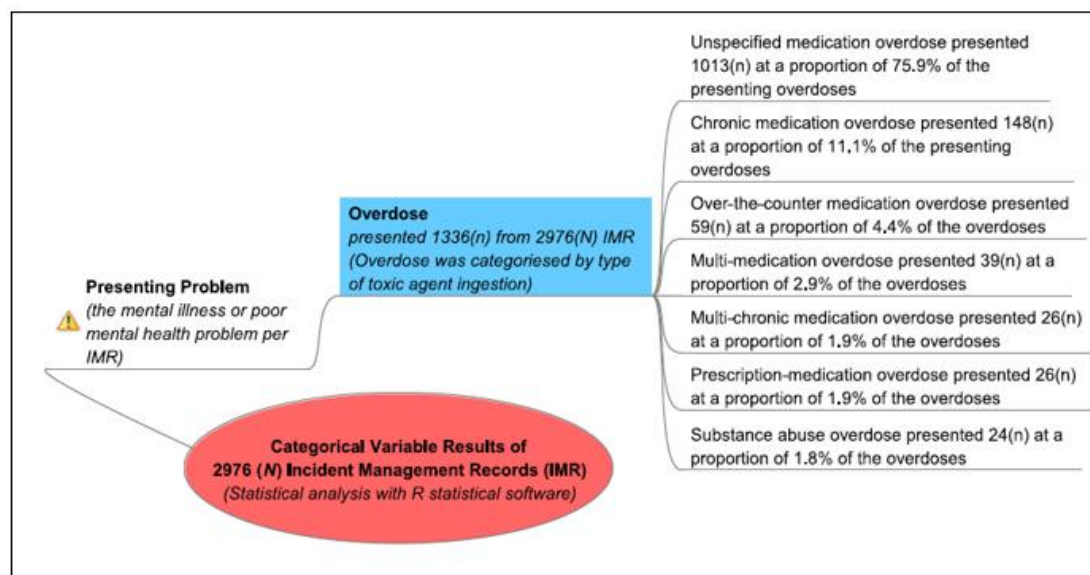 Unspecified medication overdose presented
1013(n) at a proportion of 75.9% of the
presenting overdoses
Chronic medication overdose presented 148(n)
at a proportion of 11.1% of the presenting
overdoses
Over-the-counter medication overdose presented
59(n) at a proportion of 4.4% of the overdoses
Multi-medication overdose presented 39(n) at a
proportion of 2.9% of the overdoses
Multi-chronic medication overdose presented 26(n)
at a proportion of 1.9% of the overdoses
Prescription-medication overdose presented 26(n)
at a proportion of 1.9% of the overdoses
Substance abuse overdose presented 24(n) at a
proportion of 1.8% of the overdoses
Overdose
presented 1336(n) from 2976(N) IMR
(Overdose was categoriesed by type
of toxic agent ingestion)
Presenting Problem
(the mental illness or poor
mental health problem per
IMR)
Categorical Variable Results of
2976 (N) Incident Management Records (IMR)
(Statistical analysis with R statistical software)